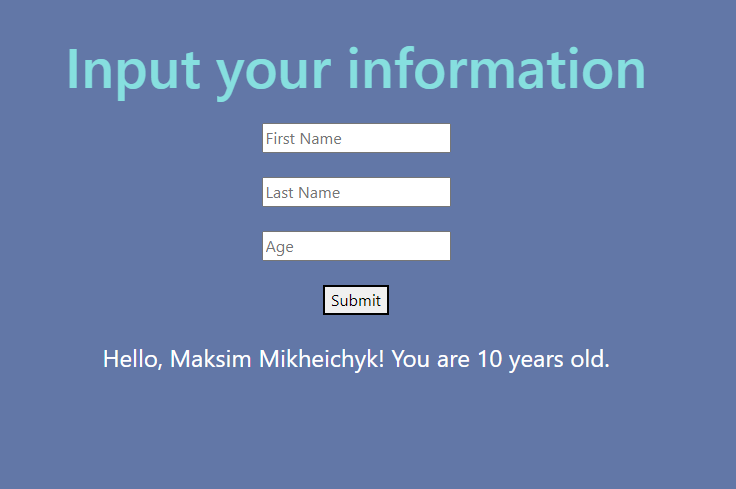 Input your information
First Name
Last Name
Age
Submit
Hello, Maksim Mikheichyk! You are 10 years old.